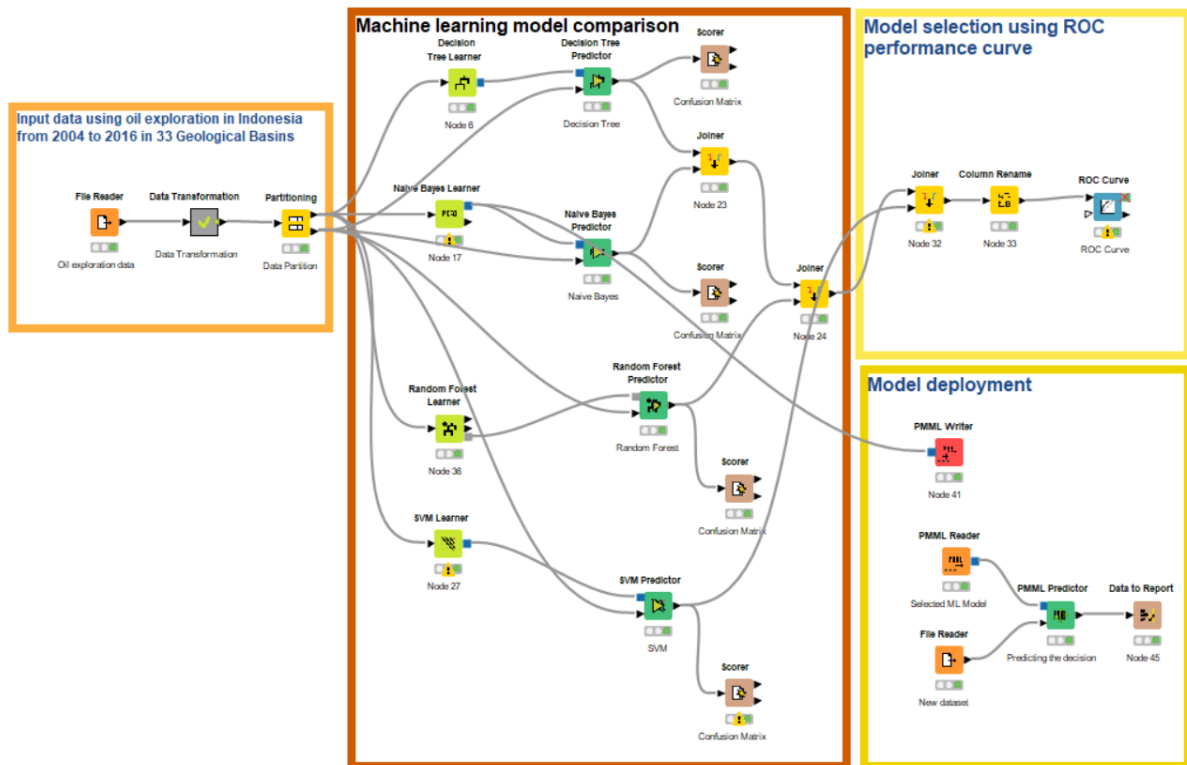 Input data using oil exploration in Indonesia
from 2004 to 2016 in 33 Geological Basins
File Reader
Oil exploration data
Data Transformation
Data Transformation
Partitioning
Data Partition
Machine learning model comparison
Decision
Tree Learner
Node 6
Decision Tree
Predictor
Decision Tree
Scorer
Confusion Matrix
Joiner
Node 23
Naive Bayes Learner
Node 17
Naive Bayes
Predictor
Naive Bayes
Scorer
Confusion Matrix
Joiner
Node 24
Random Forest
Learner
Node 36
Random Forest
Predictor
Random Forest
Scorer
Confusion Matrix
SVM Learner
Node 27
SVM Predictor
SVM
Scorer
Confusion Matrix
Model selection using ROC
performance curve
Joiner
Node 32
Column Rename
Node 33
ROC Curve
ROC Curve
Model deployment
PMML Writer
Node 41
PMML Reader
Selected ML Model
PMML Predictor
Predicting the decision
Data to Report
Node 45
File Reader
New dataset